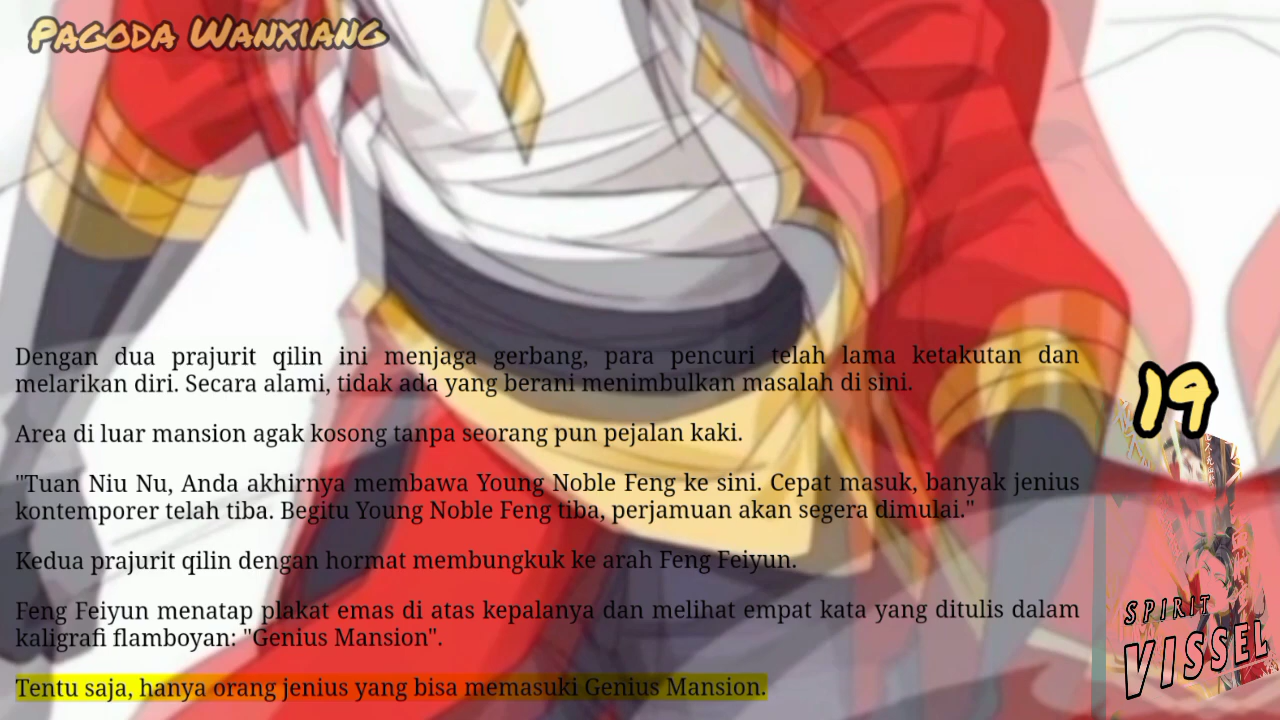 Pagoda Wanxiang
Dengan dua prajurit qilin ini menjaga gerbang, para pencuri telah lama ketakutan dan
melarikan diri. Secara alami, tidak ada yang berani menimbulkan masalah di sini.
Area di luar mansion agak kosong tanpa seorang pun pejalan kaki.
"Tuan Niu Nu, Anda akhirnya membawa Young Noble Feng ke sini. Cepat masuk, banyak jenius
kontemporer telah tiba. Begitu Young Noble Feng tiba, perjamuan akan segera dimulai."
Kedua prajurit qilin dengan hormat membungkuk ke arah Feng Feiyun.
Feng Feiyun menatap plakat emas di atas kepalanya dan melihat empat kata yang ditulis dalam
kaligrafi flamboyan: "Genius Mansion".
Tentu saja, hanya orang jenius yang bisa memasuki Genius Mansion.
19
SPIRIT
VISSEL